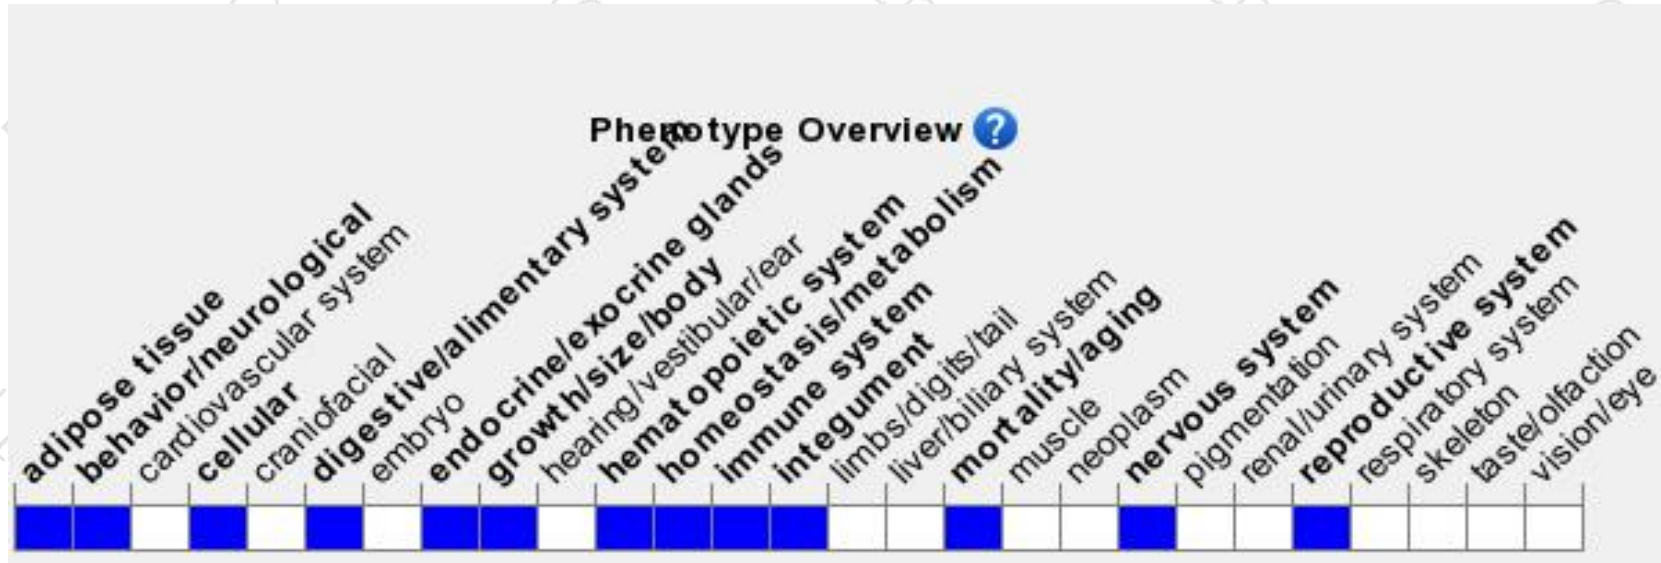 Phenotype Overview ?
adipose tissue
behavior/neurological
cardiovascular system
cellular
craniofacial
digestive/alimentary system
embryo
endocrine/exocrine glands
growth/size/body
hearing/vestibular/ear
hematopoietic system
homeostasis/metabolism
immune system
integument
limbs/digits/tail
liver/biliary system
mortality/aging
muscle
neoplasm
nervous system
pigmentation
renal/urinary system
reproductive system
respiratory system
skeleton
taste/olfaction
vision/eye